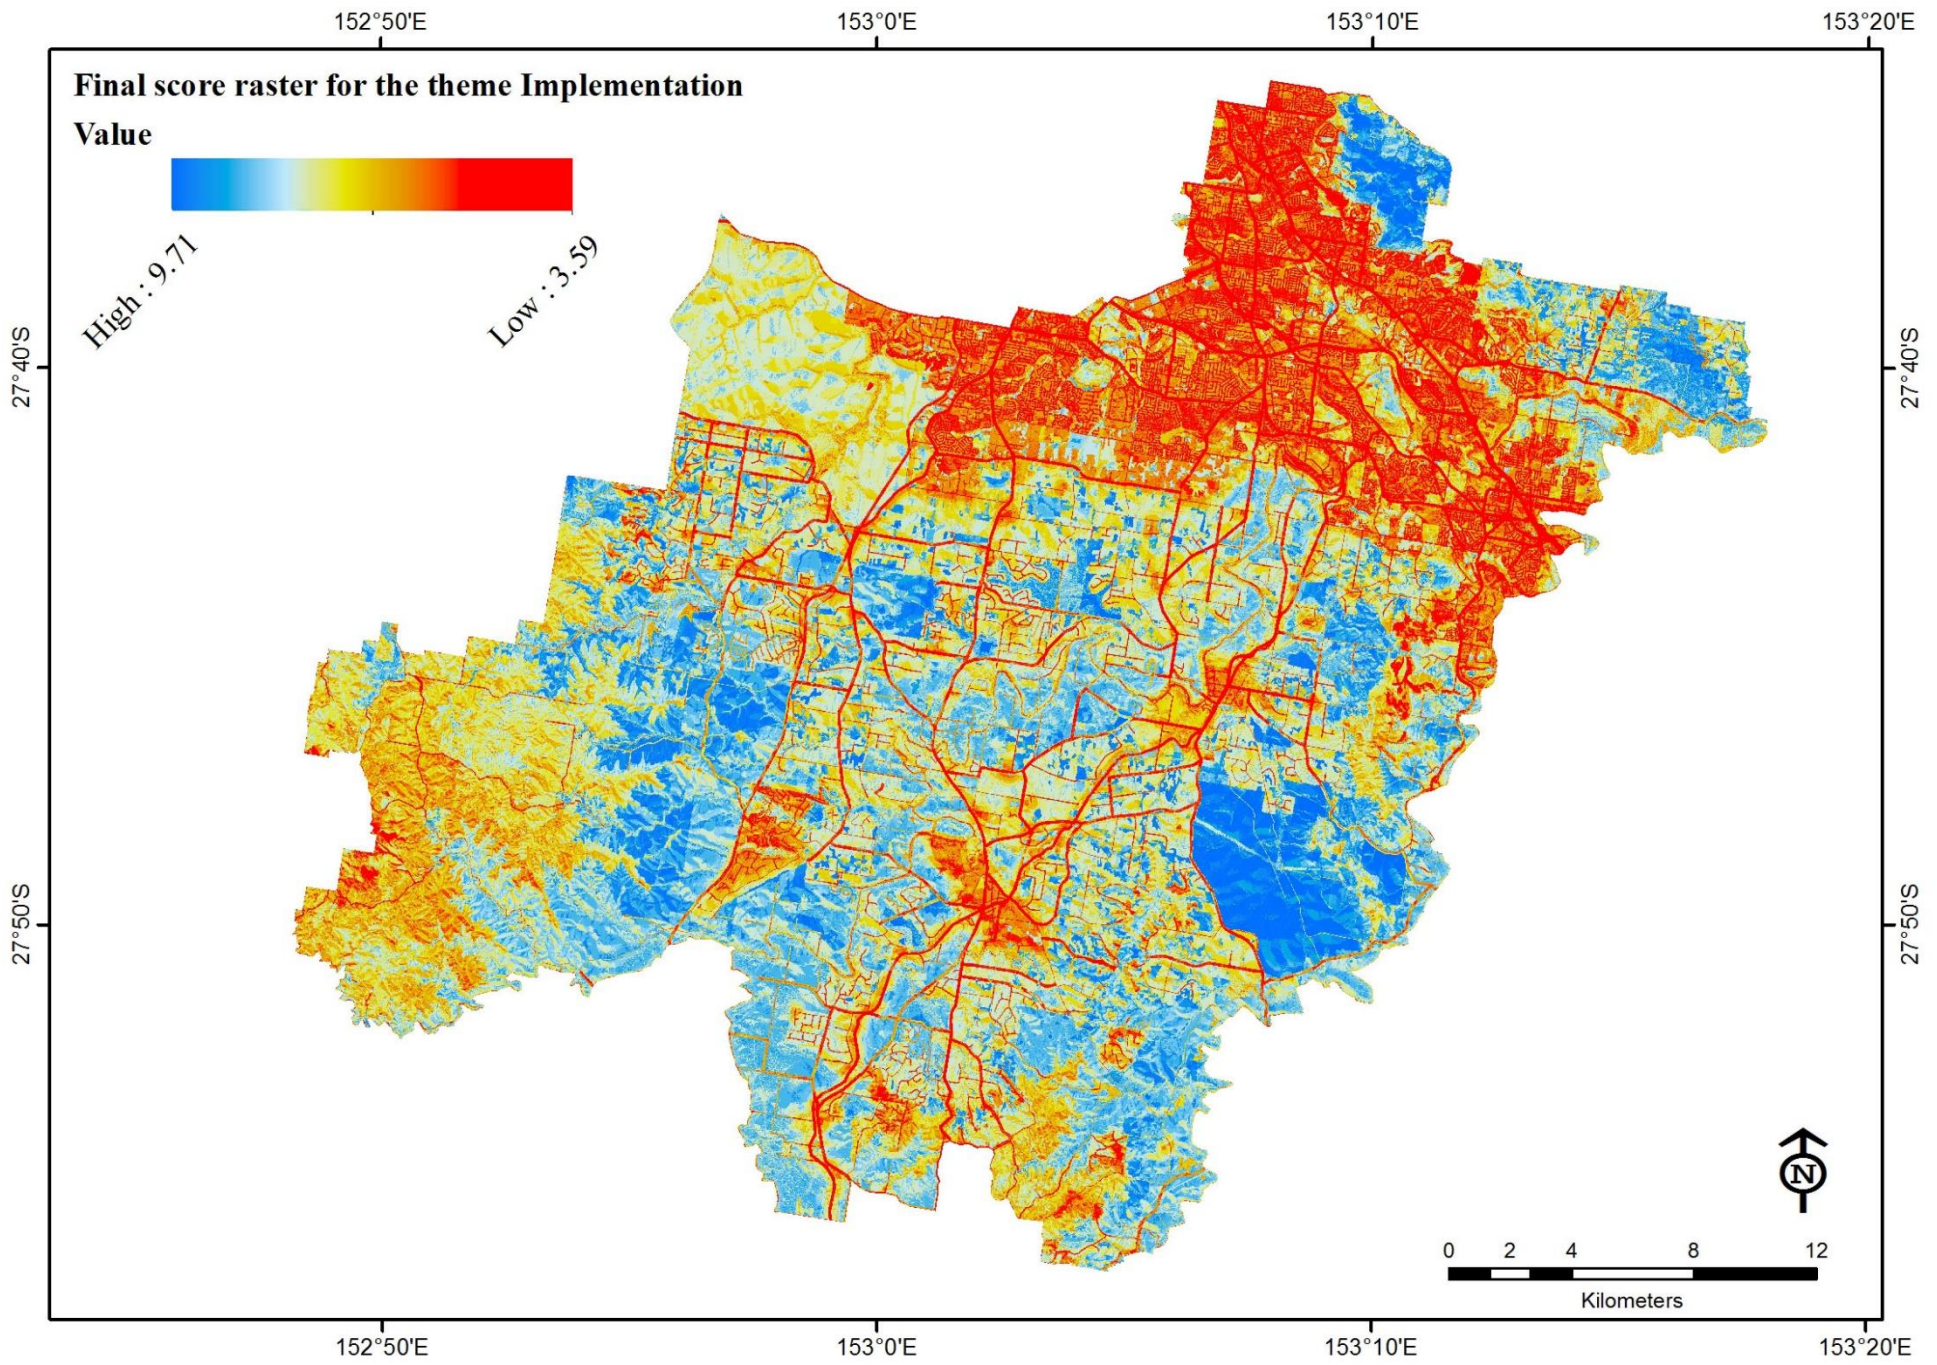 152°50'E 153°0'E 153°10'E 153°20'E
Final score raster for the theme Implementation
Value
High : 9.71
Low : 3.59
27°40'S
27°40'S
27°50'S
27°50'S
N
0 2 4 8 12
Kilometers
152°50'E 153°0'E 153°10'E 153°20'E